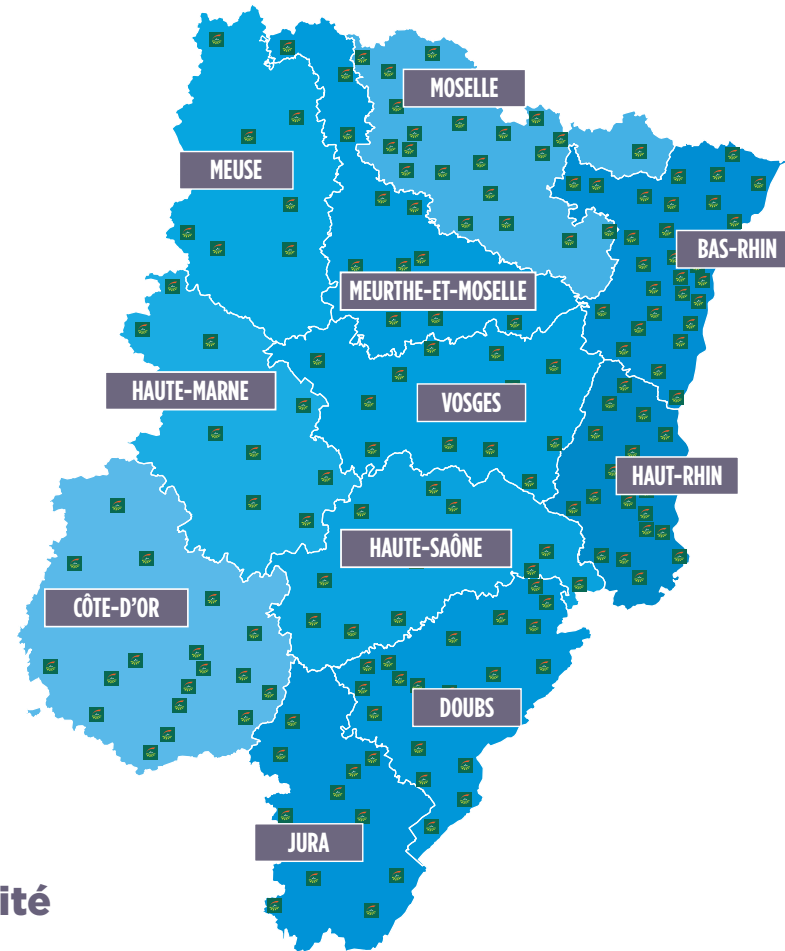 MOSELLE
MEUSE
BAS-RHIN
MEURTHE-ET-MOSELLE
HAUTE-MARNE
VOSGES
HAUT-RHIN
HAUTE-SAÔNE
CÔTE-D'OR
DOUBS
JURA
ité